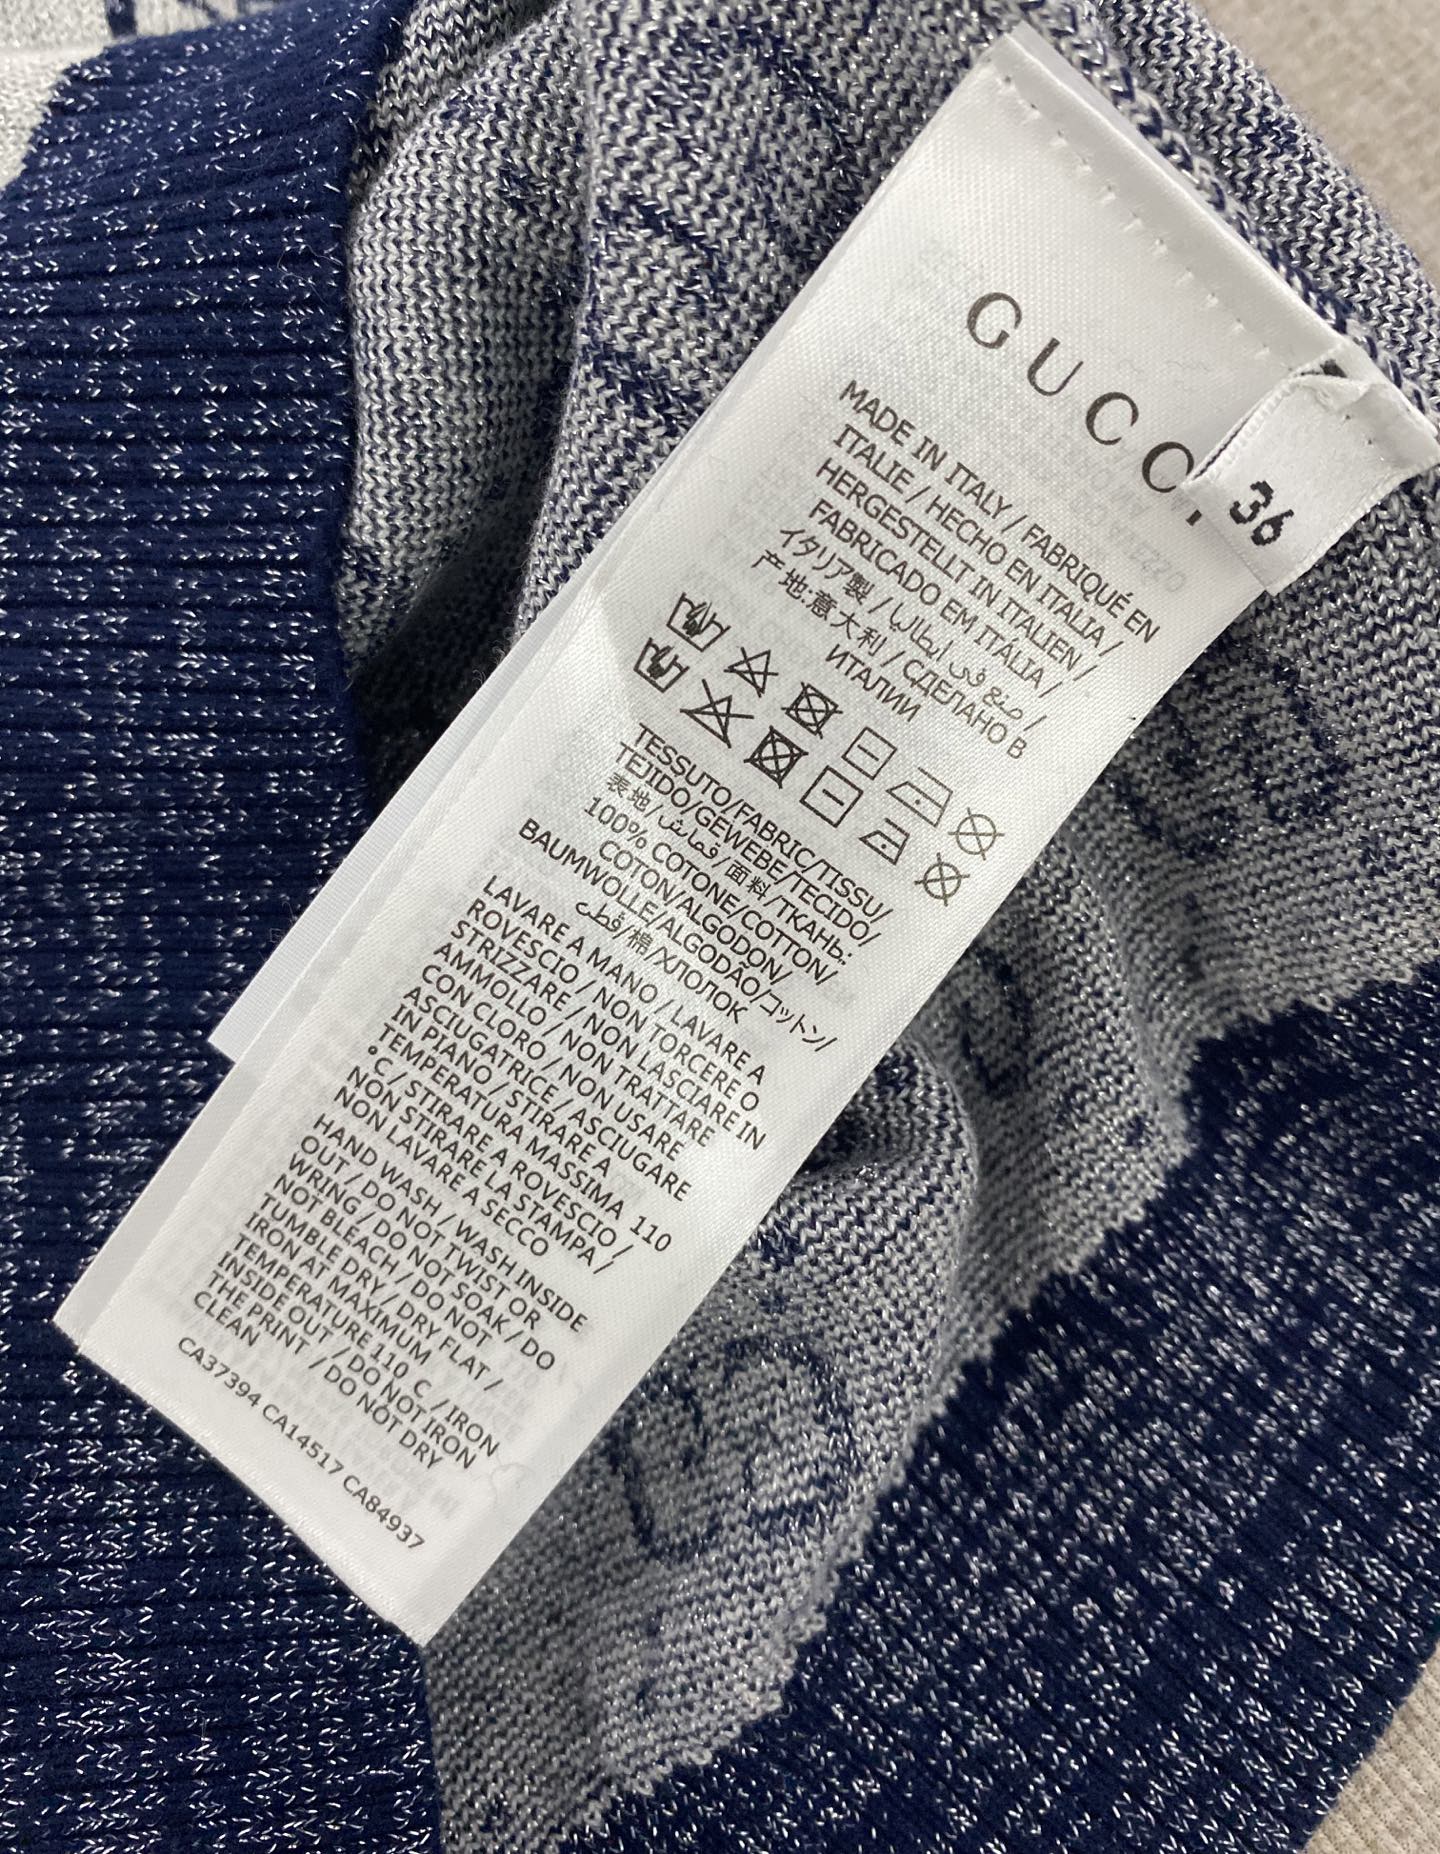 GUCCI
36
MADE IN ITALY / FABRIQUÉ EN
ITALIE / HECHO EN ITALIA /
HERGESTELLT IN ITALIEN /
FABRICADO EM ITÁLIA /
イタリア製 / صنع في ايطاليا /
产地:意大利 / СДЕЛАНО В
ИТАЛИИ
TESSUTO/FABRIC/TISSU/
TEJIDO/GEWEBE/TECIDO/
表地/قماش/面料/ТКАНЬ:
100% COTONE/COTTON/
COTON/ALGODON/
BAUMWOLLE/ALGODÃO/コットン/
قطن/棉/ХЛОПОК
LAVARE A MANO / LAVARE A
ROVESCIO / NON TORCERE O
STRIZZARE / NON LASCIARE IN
AMMOLLO / NON TRATTARE
CON CLORO / NON USARE
ASCIUGATRICE / ASCIUGARE
IN PIANO / STIRARE A
TEMPERATURA MASSIMA 110
°C / STIRARE A ROVESCIO /
NON STIRARE LA STAMPA /
NON LAVARE A SECCO
HAND WASH / WASH INSIDE
OUT / DO NOT TWIST OR
WRING / DO NOT SOAK / DO
NOT BLEACH / DO NOT
TUMBLE DRY / DRY FLAT /
IRON AT MAXIMUM
TEMPERATURE 110 C / IRON
INSIDE OUT / DO NOT IRON
THE PRINT / DO NOT DRY
CLEAN
CA37394 CA14517 CA84937